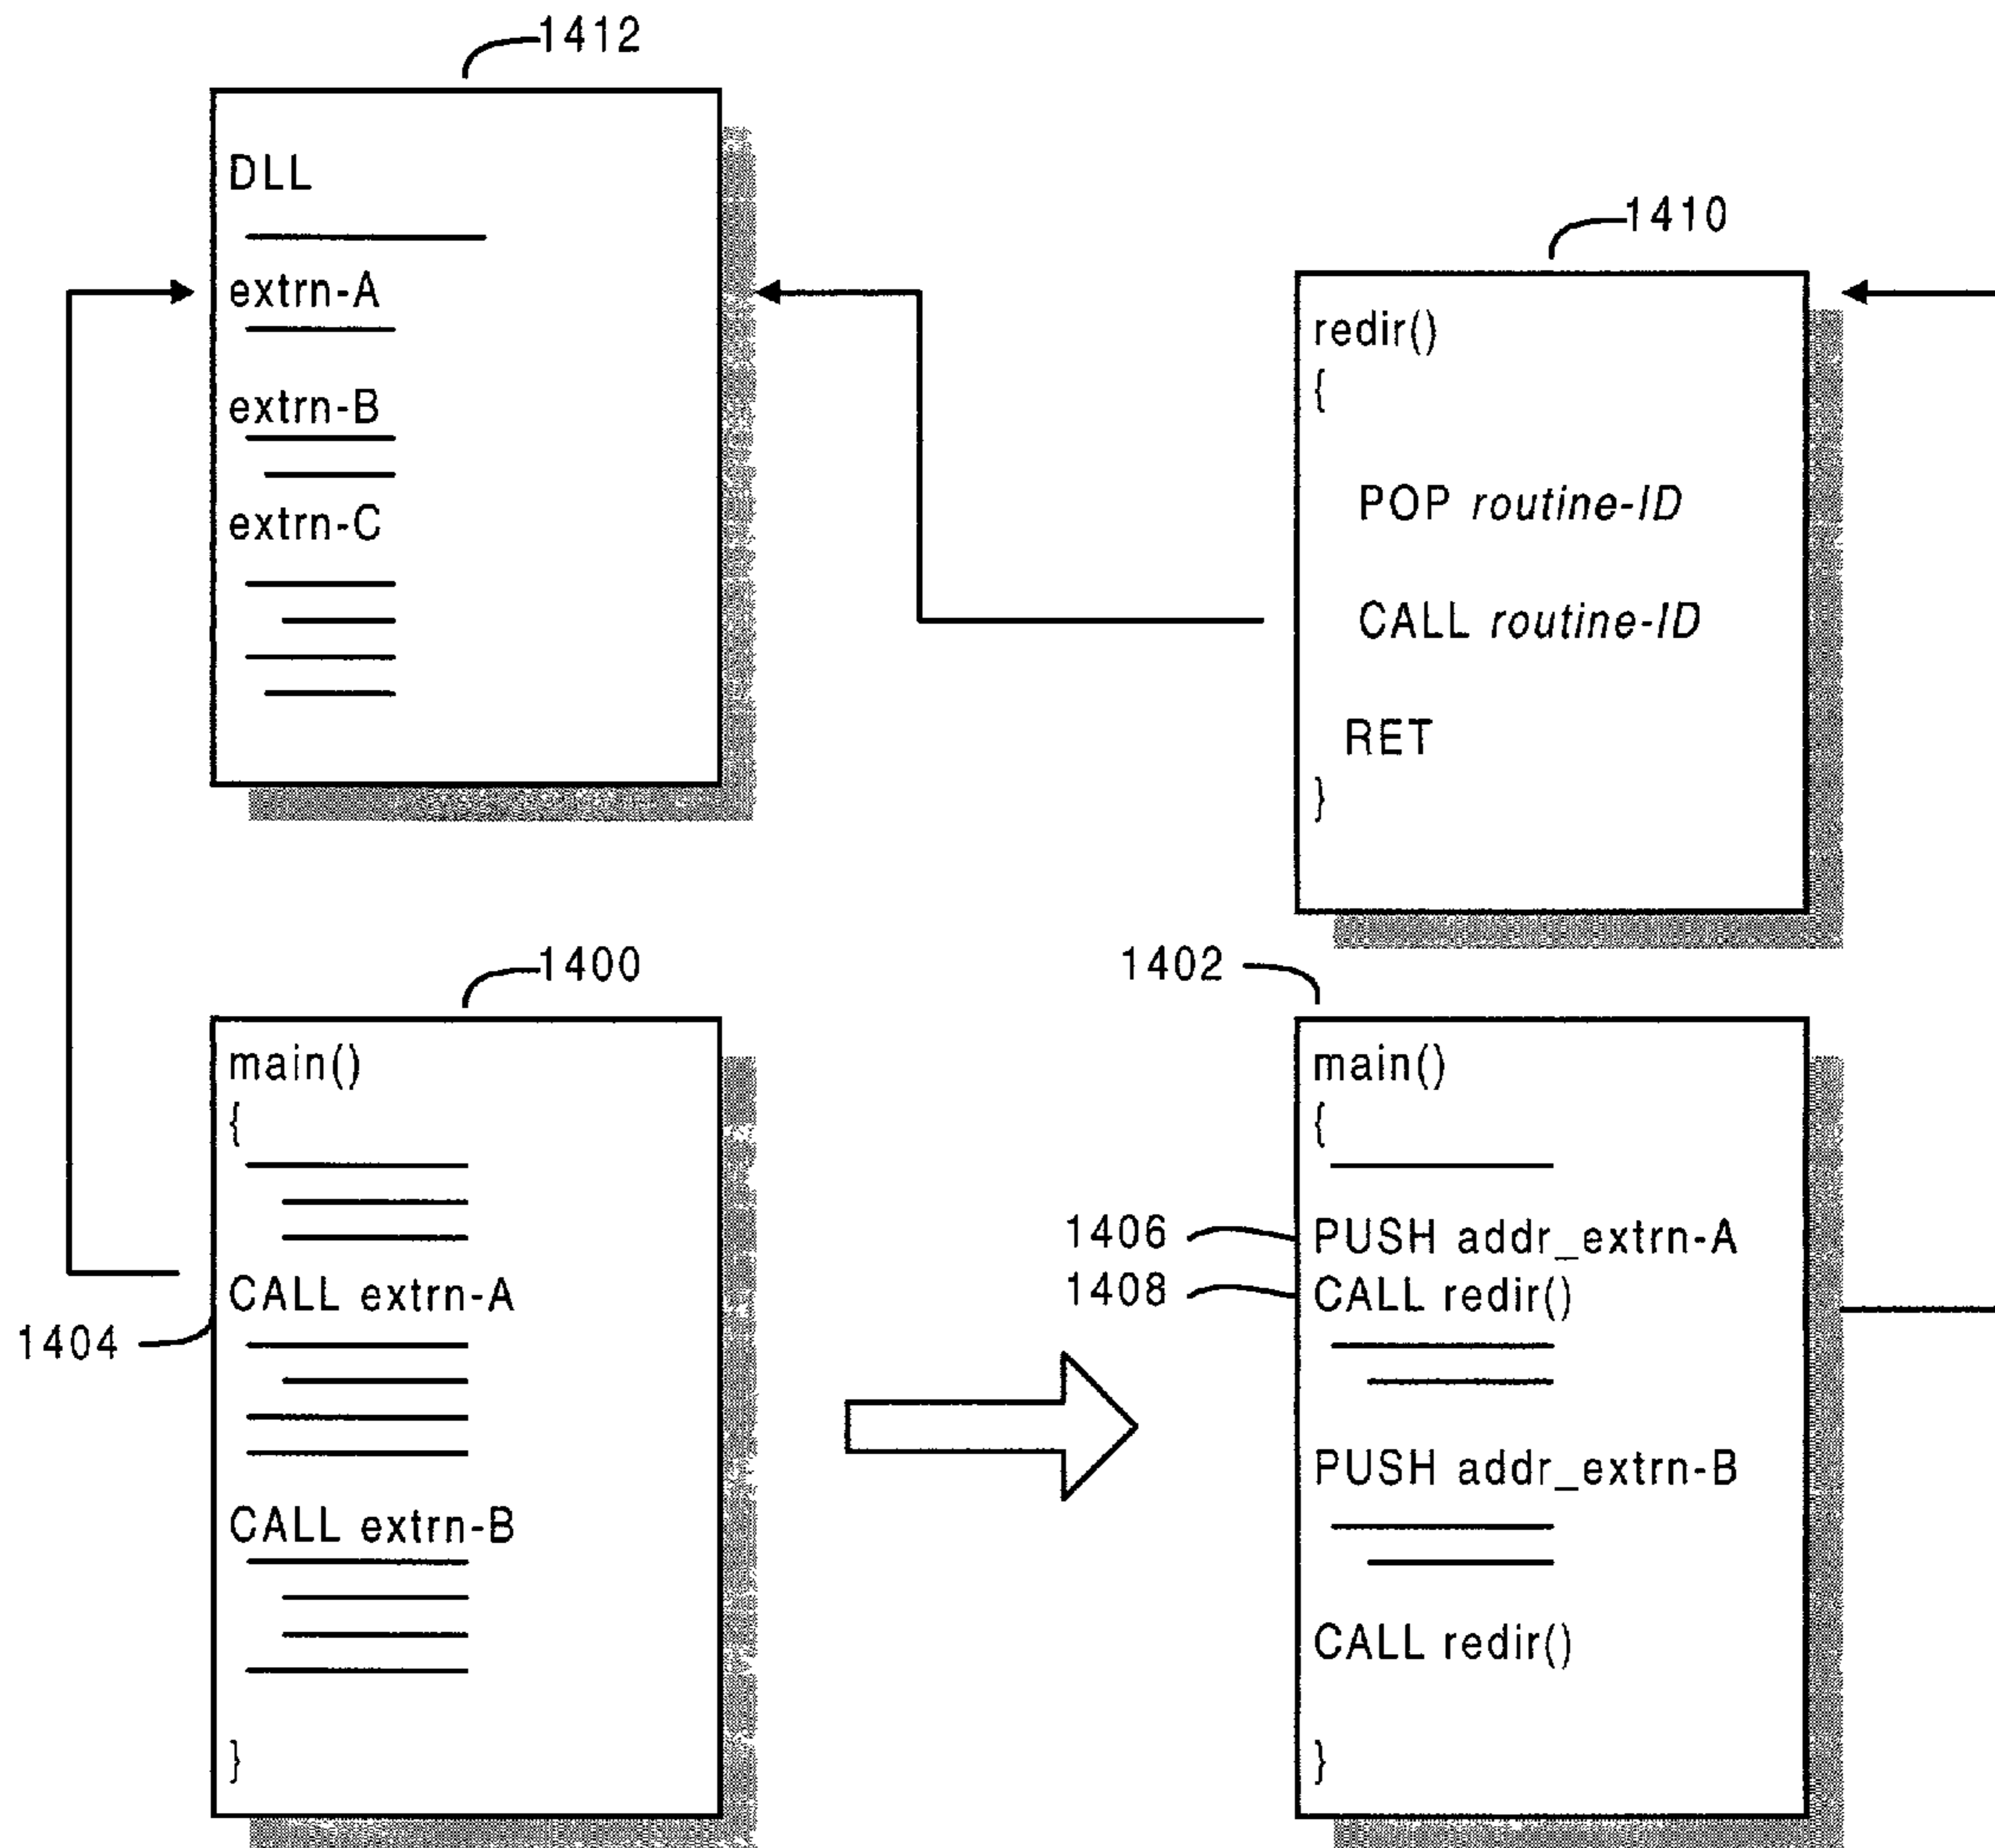 1412
DLL
extrn-A
extrn-B
extrn-C
1410
redir()
{
POP routine-ID
CALL routine-ID
RET
}
1400
main()
{
CALL extrn-A
1404
CALL extrn-B
}
1402
main()
{
1406
PUSH addr_extrn-A
1408
CALL redir()
PUSH addr_extrn-B
CALL redir()
}